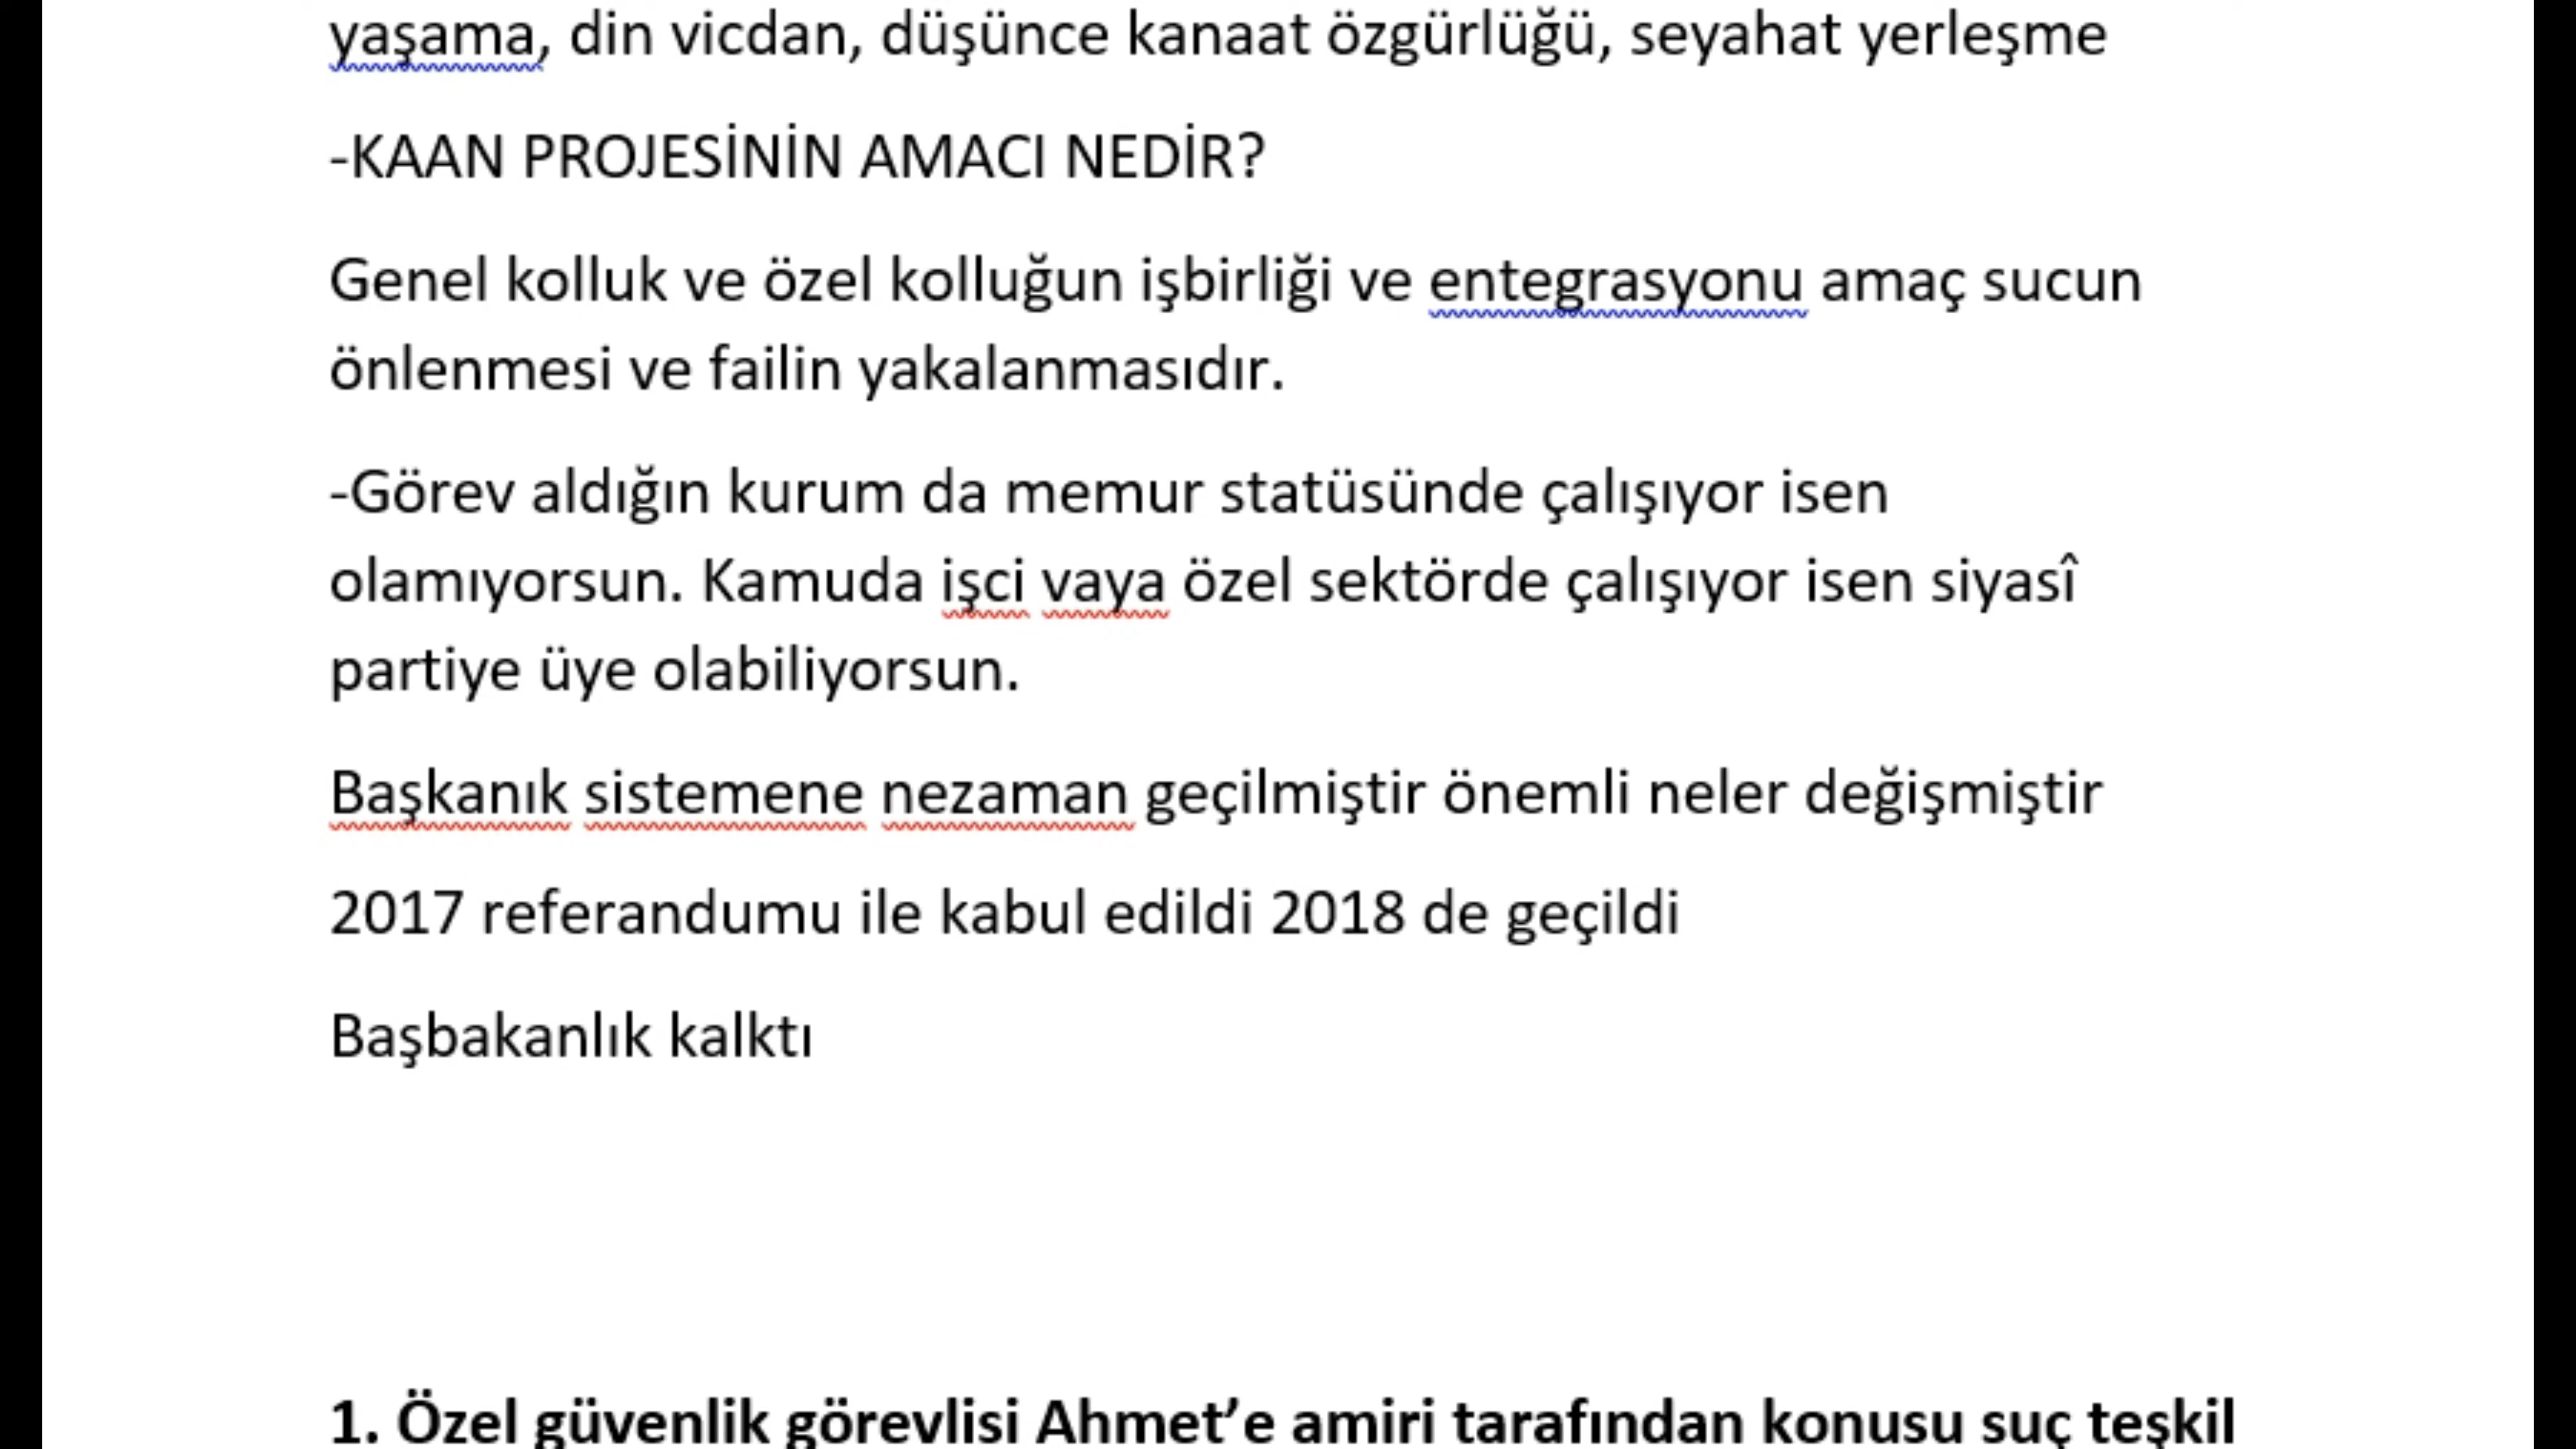 yaşama, din vicdan, düşünce kanaat özgürlüğü, seyahat yerleşme
-KAAN PROJESİNİN AMACI NEDİR?
Genel kolluk ve özel kolluğun işbirliği ve entegrasyonu amaç sucun
önlenmesi ve failin yakalanmasıdır.
-Görev aldığın kurum da memur statüsünde çalışıyor isen
olamıyorsun. Kamuda işci vaya özel sektörde çalışıyor isen siyasî
partiye üye olabiliyorsun.
Başkanık sistemene nezaman geçilmiştir önemli neler değişmiştir
2017 referandumu ile kabul edildi 2018 de geçildi
Başbakanlık kalktı
1. Özel güvenlik görevlisi Ahmet’e amiri tarafından konusu suç teşkil